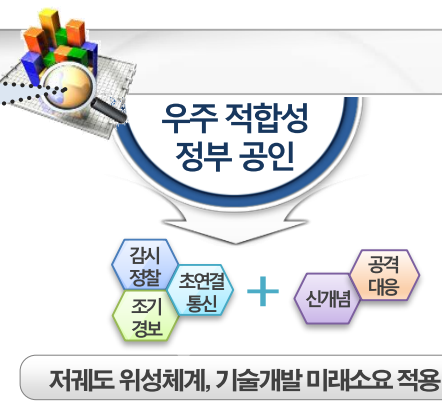 우주 적합성
정부 공인
감시
정찰
초연결
통신
조기
경보
+
신개념
공격
대응
저궤도 위성체계, 기술개발 미래소요 적용